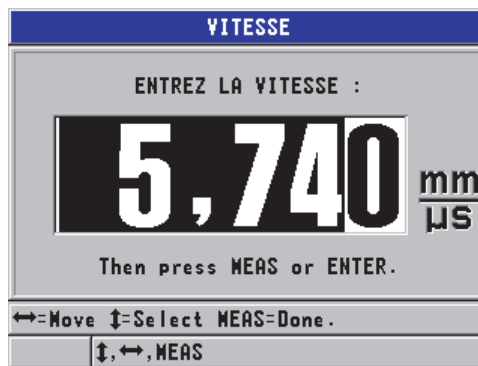 VITESSE
ENTREZ LA VITESSE :
5,740 mm/µs
Then press MEAS or ENTER.
↔=Move ↕=Select MEAS=Done.
↕,↔,MEAS